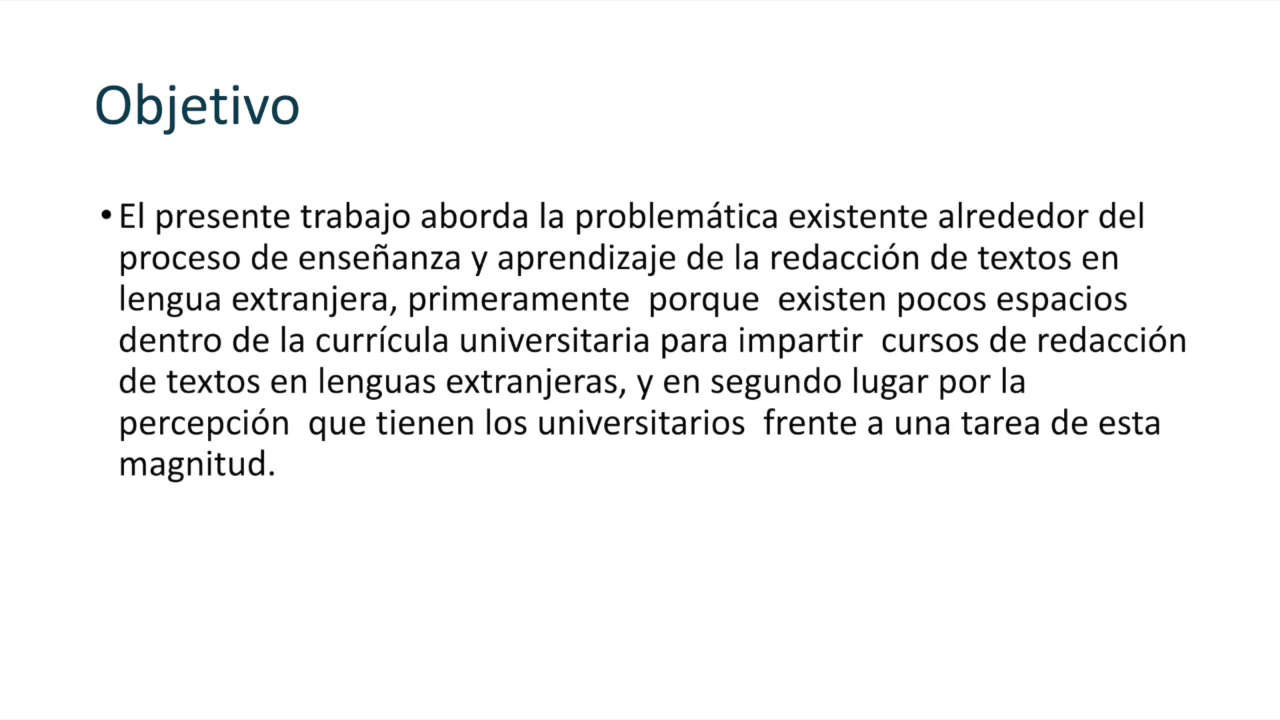 Objetivo
• El presente trabajo aborda la problemática existente alrededor del
proceso de enseñanza y aprendizaje de la redacción de textos en
lengua extranjera, primeramente  porque  existen pocos espacios
dentro de la currícula universitaria para impartir  cursos de redacción
de textos en lenguas extranjeras, y en segundo lugar por la
percepción  que tienen los universitarios  frente a una tarea de esta
magnitud.